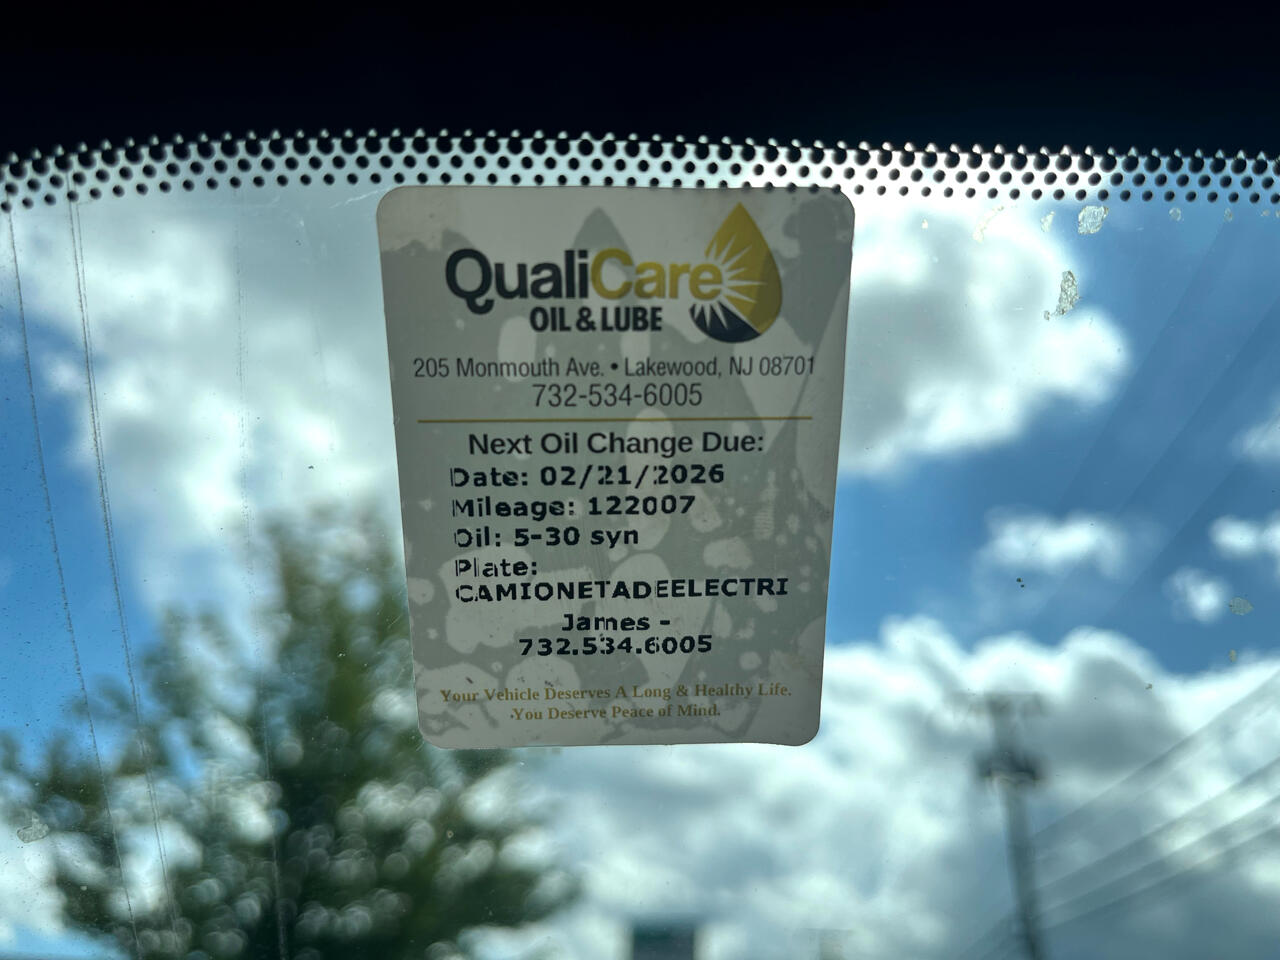 QualiCare
OIL & LUBE
205 Monmouth Ave. • Lakewood, NJ 08701
732-534-6005
Next Oil Change Due:
Date: 02/21/2026
Mileage: 122007
Oil: 5-30 syn
Plate:
CAMIONETADEELECTRI
James -
732.534.6005
Your Vehicle Deserves A Long & Healthy Life.
You Deserve Peace of Mind.